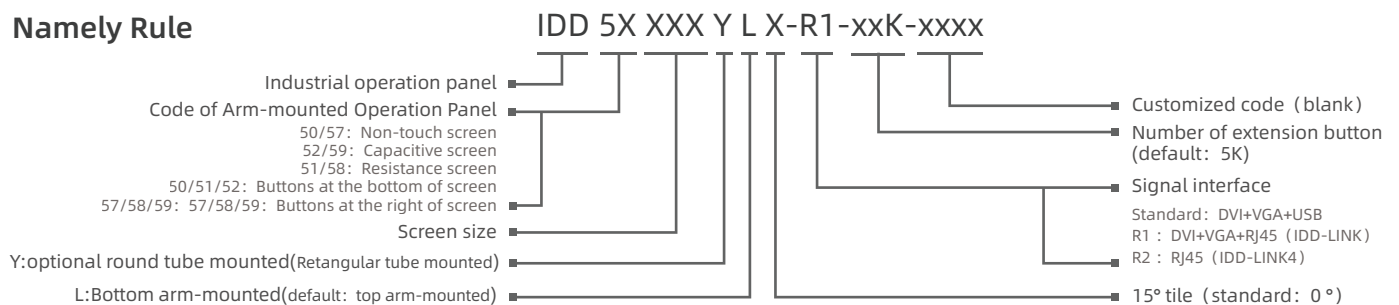 Namely Rule
IDD 5X XXX Y L X-R1-xxK-xxxx
Industrial operation panel
Code of Arm-mounted Operation Panel
50/57: Non-touch screen
52/59: Capacitive screen
51/58: Resistance screen
50/51/52: Buttons at the bottom of screen
57/58/59: 57/58/59: Buttons at the right of screen
Screen size
Y:optional round tube mounted(Retangular tube mounted)
L:Bottom arm-mounted(default: top arm-mounted)
Customized code (blank)
Number of extension button
(default: 5K)
Signal interface
Standard: DVI+VGA+USB
R1 : DVI+VGA+RJ45 (IDD-LINK)
R2 : RJ45 (IDD-LINK4)
15° tile (standard: 0°)